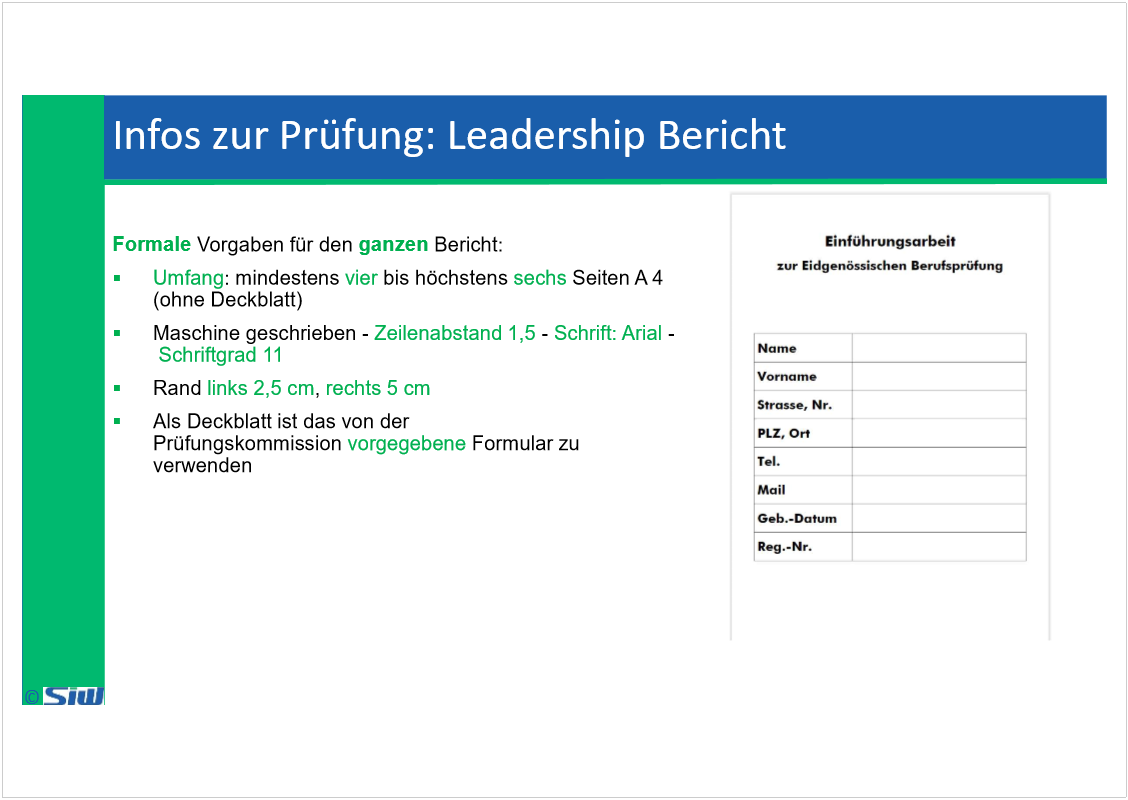 Infos zur Prüfung: Leadership Bericht
Formale Vorgaben für den ganzen Bericht:
▪ Umfang: mindestens vier bis höchstens sechs Seiten A 4
(ohne Deckblatt)
▪ Maschine geschrieben - Zeilenabstand 1,5 - Schrift: Arial -
Schriftgrad 11
▪ Rand links 2,5 cm, rechts 5 cm
▪ Als Deckblatt ist das von der
Prüfungskommission vorgegebene Formular zu
verwenden
Einführungsarbeit
zur Eidgenössischen Berufsprüfung
Name
Vorname
Strasse, Nr.
PLZ, Ort
Tel.
Mail
Geb.-Datum
Reg.-Nr.
© SIW